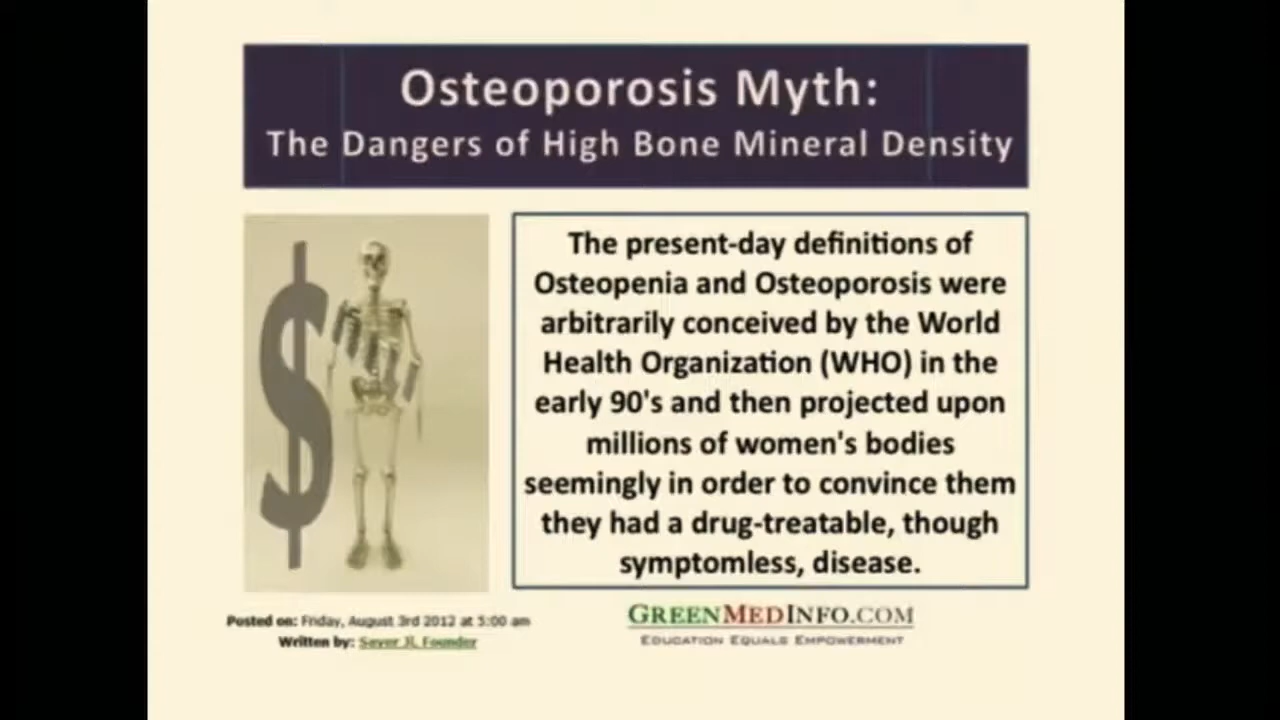 Osteoporosis Myth:
The Dangers of High Bone Mineral Density
The present-day definitions of
Osteopenia and Osteoporosis were
arbitrarily conceived by the World
Health Organization (WHO) in the
early 90's and then projected upon
millions of women's bodies
seemingly in order to convince them
they had a drug-treatable, though
symptomless, disease.
Posted on: Friday, August 3rd 2012 at 5:00 am
Written by: Sayer Ji, Founder
GREENMEDINFO.COM
EDUCATION EQUALS EMPOWERMENT